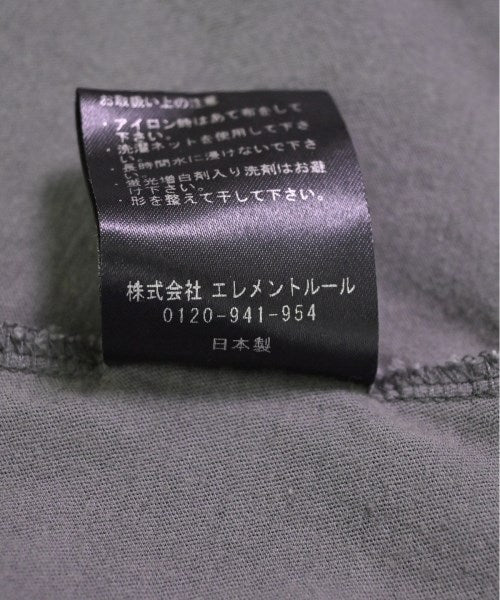 お取扱い上の注意
・アイロン時はあて布をして
下さい。
・洗濯ネットを使用して下さ
い。
・長時間水に浸けないで下さ
い。
・蛍光増白剤入り洗剤はお避
け下さい。
・形を整えて干して下さい。
株式会社 エレメントルール
0120-941-954
日本製